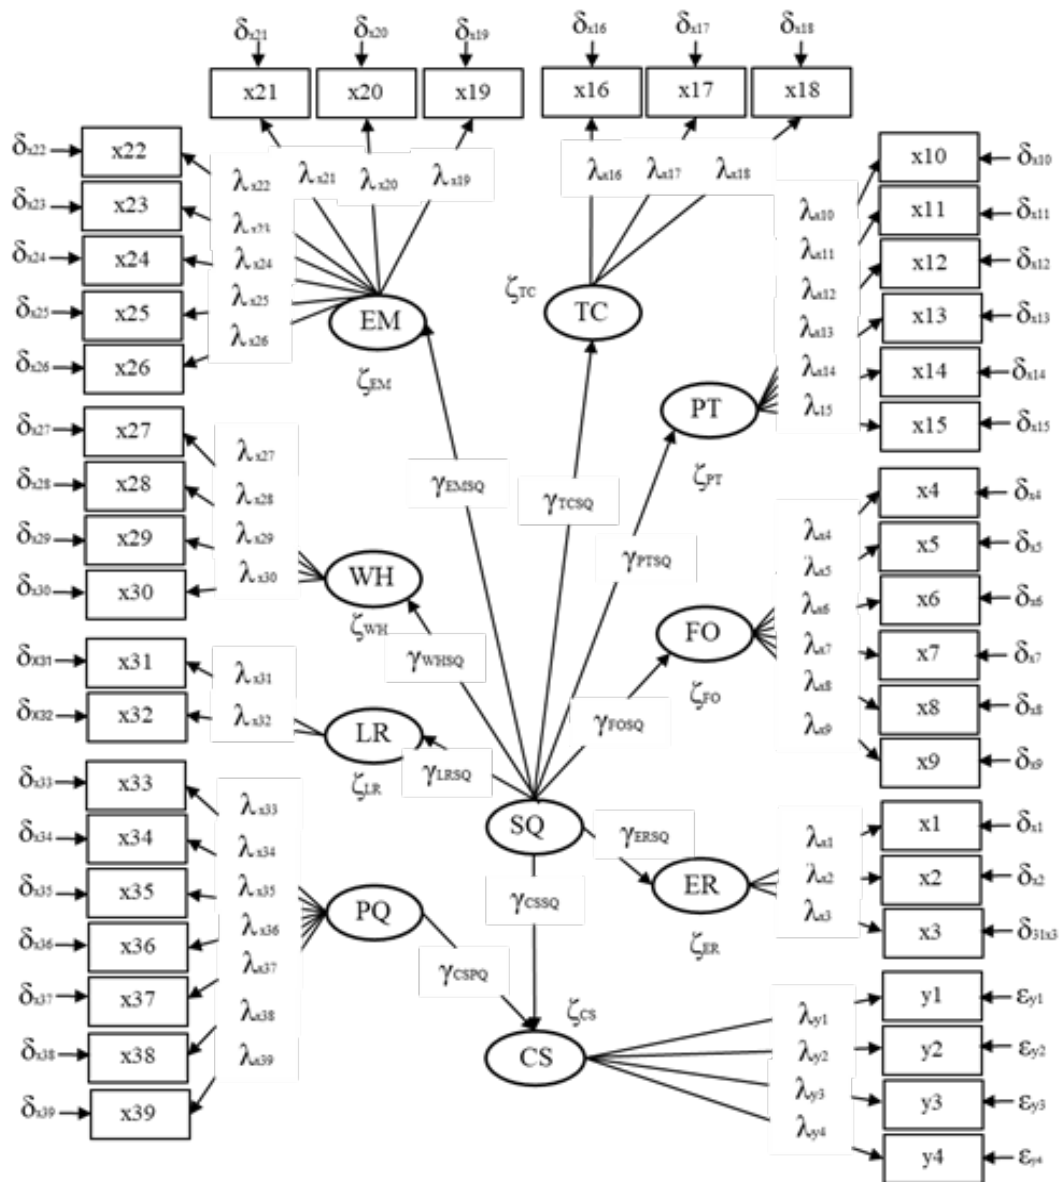 δx21 δx20 δx19 δx16 δx17 δx18
x21 x20 x19 x16 x17 x18
δx22 x22 x10 δx10
λx22 λx21 λx20 λx19 λx16 λx17 λx18
δx23 x23 λx10 x11 δx11
λx23 λx11
δx24 x24 λx24 λx12 x12 δx12
δx25 x25 λx25 EM ζTC TC λx13 x13 δx13
δx26 x26 λx26 ζEM λx14 x14 δx14
PT λ15 x15 δx15
δx27 x27 λx27 ζPT
δx28 x28 λx28 γEMSQ γTCSQ x4 δx4
δx29 x29 λx29 λx4 x5 δx5
γPTSQ λx5
δx30 x30 λx30 WH λx6 x6 δx6
ζWH FO λx7 x7 δx7
δX31 x31 λx31 γWHSQ ζFO λx8 x8 δx8
δX32 x32 λx32 LR γFOSQ λx9 x9 δx9
δx33 x33 ζLR γLRSQ
λx33 SQ γERSQ x1 δx1
δx34 x34 λx34 λx1
δx35 x35 λx35 γCSSQ ER λx2 x2 δx2
PQ λx3
δx36 x36 λx36 ζER x3 δ31x3
δx37 x37 λx37 γCSPQ y1 εy1
λx38 ζCS λy1
δx38 x38 λx39 CS λy2 y2 εy2
δx39 x39 λy3 y3 εy3
λy4 y4 εy4